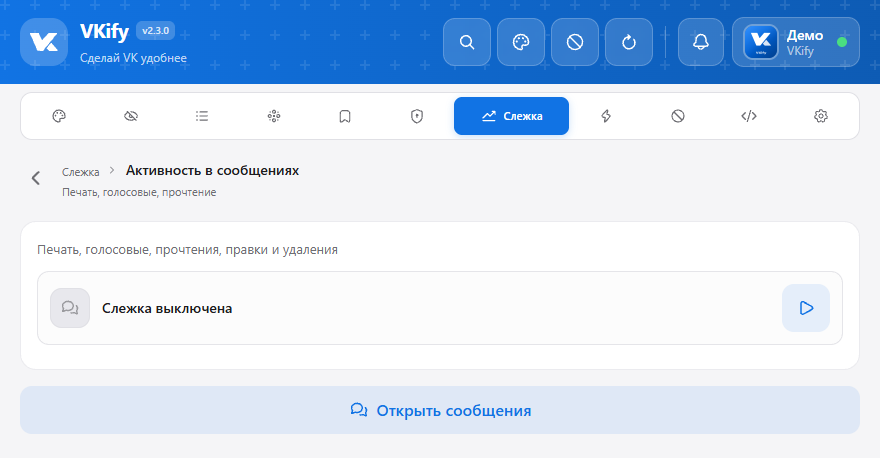 VKify v2.3.0
Сделай VK удобнее
Демо
VKify
Слежка
Слежка > Активность в сообщениях
Печать, голосовые, прочтение
Печать, голосовые, прочтения, правки и удаления
Слежка выключена
Открыть сообщения